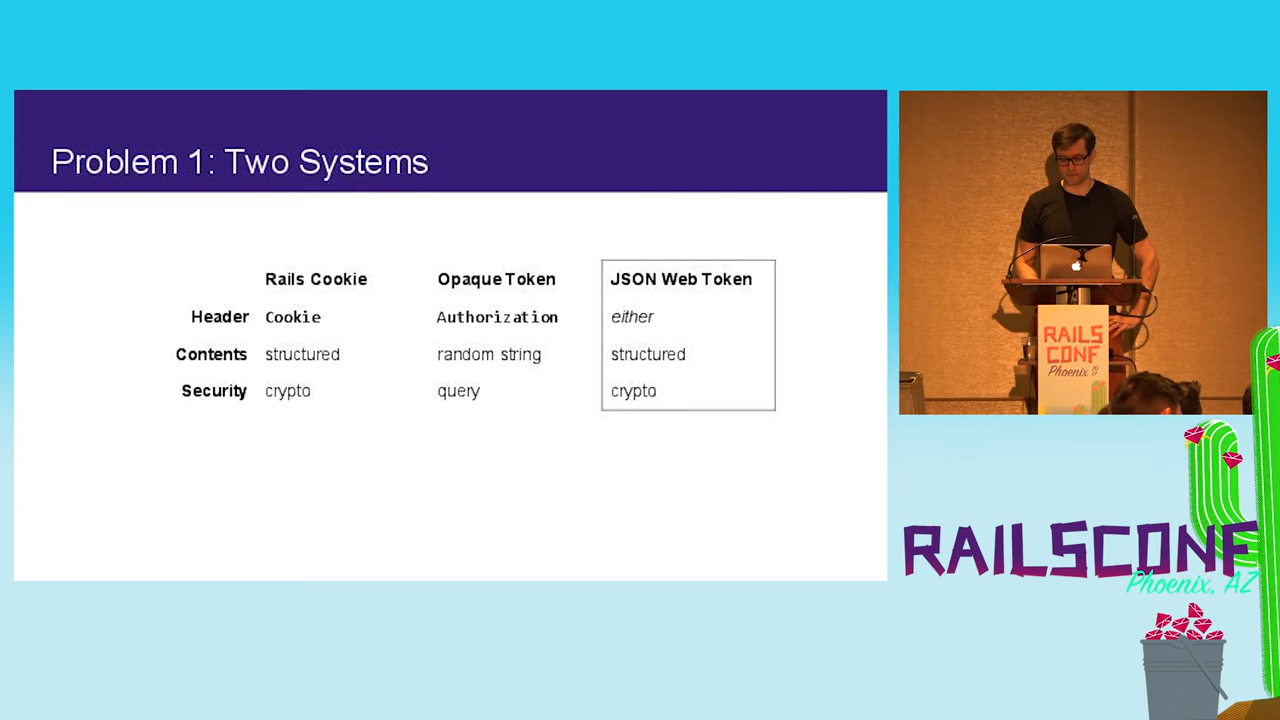 Problem 1: Two Systems
Rails Cookie Opaque Token JSON Web Token
Header Cookie Authorization either
Contents structured random string structured
Security crypto query crypto
RAILS
CONF
Phoenix 2017
RAILSCONF
Phoenix, AZ